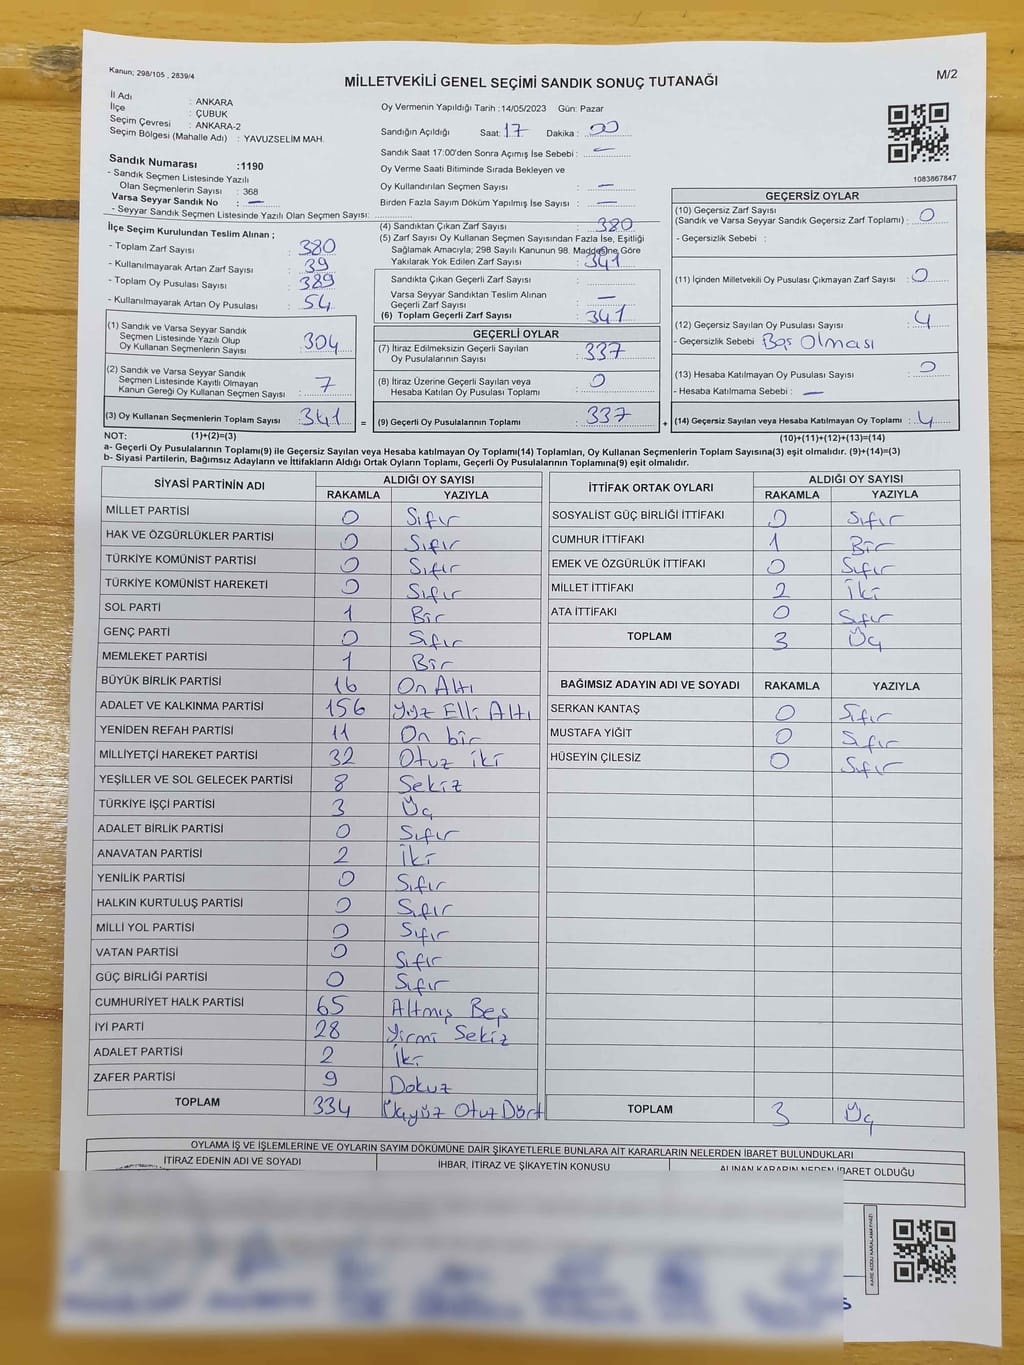 Kanun; 298/105 , 2839/4
MİLLETVEKİLİ GENEL SEÇİMİ SANDIK SONUÇ TUTANAĞI
M/2
İl Adı : ANKARA
İlçe : ÇUBUK
Seçim Çevresi : ANKARA-2
Seçim Bölgesi (Mahalle Adı) : YAVUZSELİM MAH.
Oy Vermenin Yapıldığı Tarih :14/05/2023 Gün: Pazar
Sandığın Açıldığı Saat: 17 Dakika : 00
Sandık Saat 17:00'den Sonra Açımış İse Sebebi : —
Oy Verme Saati Bitiminde Sırada Bekleyen ve
Oy Kullandırılan Seçmen Sayısı : —
Birden Fazla Sayım Döküm Yapılmış İse Sayısı : —
1083867847
Sandık Numarası :1190
- Sandık Seçmen Listesinde Yazılı
Olan Seçmenlerin Sayısı : 368
Varsa Seyyar Sandık No : —
- Seyyar Sandık Seçmen Listesinde Yazılı Olan Seçmen Sayısı:
İlçe Seçim Kurulundan Teslim Alınan ;
- Toplam Zarf Sayısı : 380
- Kullanılmayarak Artan Zarf Sayısı : 39
- Toplam Oy Pusulası Sayısı : 389
- Kullanılmayarak Artan Oy Pusulası : 54
(1) Sandık ve Varsa Seyyar Sandık
Seçmen Listesinde Yazılı Olup
Oy Kullanan Seçmenlerin Sayısı : 304
(2) Sandık ve Varsa Seyyar Sandık
Seçmen Listesinde Kayıtlı Olmayan
Kanun Gereği Oy Kullanan Seçmen Sayısı : 7
(3) Oy Kullanan Seçmenlerin Toplam Sayısı : 341 =
(4) Sandıktan Çıkan Zarf Sayısı : 380
(5) Zarf Sayısı Oy Kullanan Seçmen Sayısından Fazla İse, Eşitliği
Sağlamak Amacıyla; 298 Sayılı Kanunun 98. Maddesine Göre
Yakılarak Yok Edilen Zarf Sayısı : 341
Sandıkta Çıkan Geçerli Zarf Sayısı :
Varsa Seyyar Sandıktan Teslim Alınan
Geçerli Zarf Sayısı : —
(6) Toplam Geçerli Zarf Sayısı : 341
GEÇERLİ OYLAR
(7) İtiraz Edilmeksizin Geçerli Sayılan
Oy Pusulalarının Sayısı : 337
(8) İtiraz Üzerine Geçerli Sayılan veya
Hesaba Katılan Oy Pusulası Toplamı : 0
(9) Geçerli Oy Pusulalarının Toplamı : 337 +
GEÇERSİZ OYLAR
(10) Geçersiz Zarf Sayısı
(Sandık ve Varsa Seyyar Sandık Geçersiz Zarf Toplamı) : 0
- Geçersizlik Sebebi :
(11) İçinden Milletvekili Oy Pusulası Çıkmayan Zarf Sayısı : 0
(12) Geçersiz Sayılan Oy Pusulası Sayısı : 4
- Geçersizlik Sebebi : Boş Olması
(13) Hesaba Katılmayan Oy Pusulası Sayısı : 0
- Hesaba Katılmama Sebebi : —
(14) Geçersiz Sayılan veya Hesaba Katılmayan Oy Toplamı : 4
NOT: (1)+(2)=(3)
(10)+(11)+(12)+(13)=(14)
a- Geçerli Oy Pusulalarının Toplamı(9) ile Geçersiz Sayılan veya Hesaba katılmayan Oy Toplamı(14) Toplamları, Oy Kullanan Seçmenlerin Toplam Sayısına(3) eşit olmalıdır. (9)+(14)=(3)
b- Siyasi Partilerin, Bağımsız Adayların ve İttifakların Aldığı Ortak Oyların Toplamı, Geçerli Oy Pusulalarının Toplamına(9) eşit olmalıdır.
SİYASİ PARTİNİN ADI ALDIĞI OY SAYISI
RAKAMLA YAZIYLA
MİLLET PARTİSİ 0 Sıfır
HAK VE ÖZGÜRLÜKLER PARTİSİ 0 Sıfır
TÜRKİYE KOMÜNİST PARTİSİ 0 Sıfır
TÜRKİYE KOMÜNİST HAREKETİ 0 Sıfır
SOL PARTİ 1 Bir
GENÇ PARTİ 0 Sıfır
MEMLEKET PARTİSİ 1 Bir
BÜYÜK BİRLİK PARTİSİ 16 On Altı
ADALET VE KALKINMA PARTİSİ 156 Yüz Elli Altı
YENİDEN REFAH PARTİSİ 11 On bir
MİLLİYETÇİ HAREKET PARTİSİ 32 Otuz iki
YEŞİLLER VE SOL GELECEK PARTİSİ 8 Sekiz
TÜRKİYE İŞÇİ PARTİSİ 3 Üç
ADALET BİRLİK PARTİSİ 0 Sıfır
ANAVATAN PARTİSİ 2 İki
YENİLİK PARTİSİ 0 Sıfır
HALKIN KURTULUŞ PARTİSİ 0 Sıfır
MİLLİ YOL PARTİSİ 0 Sıfır
VATAN PARTİSİ 0 Sıfır
GÜÇ BİRLİĞİ PARTİSİ 0 Sıfır
CUMHURİYET HALK PARTİSİ 65 Altmış Beş
İYİ PARTİ 28 Yirmi Sekiz
ADALET PARTİSİ 2 İki
ZAFER PARTİSİ 9 Dokuz
TOPLAM 334 Üçyüz Otuz Dört
İTTİFAK ORTAK OYLARI ALDIĞI OY SAYISI
RAKAMLA YAZIYLA
SOSYALİST GÜÇ BİRLİĞİ İTTİFAKI 0 Sıfır
CUMHUR İTTİFAKI 1 Bir
EMEK VE ÖZGÜRLÜK İTTİFAKI 0 Sıfır
MİLLET İTTİFAKI 2 İki
ATA İTTİFAKI 0 Sıfır
TOPLAM 3 Üç
BAĞIMSIZ ADAYIN ADI VE SOYADI RAKAMLA YAZIYLA
SERKAN KANTAŞ 0 Sıfır
MUSTAFA YİĞİT 0 Sıfır
HÜSEYİN ÇİLESİZ 0 Sıfır
TOPLAM 3 Üç
OYLAMA İŞ VE İŞLEMLERİNE VE OYLARIN SAYIM DÖKÜMÜNE DAİR ŞİKAYETLERLE BUNLARA AİT KARARLARIN NELERDEN İBARET BULUNDUKLARI
İTİRAZ EDENİN ADI VE SOYADI İHBAR, İTİRAZ VE ŞİKAYETİN KONUSU ALINAN KARARIN NEDEN İBARET OLDUĞU
KARE KODU KARALAMAYINIZ!